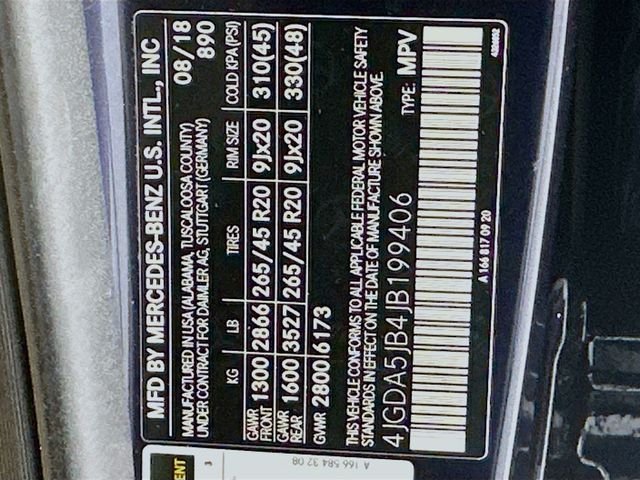 MFD BY MERCEDES-BENZ U.S. INTL., INC
MANUFACTURED IN USA (ALABAMA, TUSCALOOSA COUNTY) 08/18
UNDER CONTRACT FOR DAIMLER AG, STUTTGART (GERMANY) 890
KG LB TIRES RIM SIZE COLD KPA (PSI)
GAWR FRONT 1300 2866 265/45 R20 9Jx20 310(45)
GAWR REAR 1600 3527 265/45 R20 9Jx20 330(48)
GVWR 2800 6173
THIS VEHICLE CONFORMS TO ALL APPLICABLE FEDERAL MOTOR VEHICLE SAFETY
STANDARDS IN EFFECT ON THE DATE OF MANUFACTURE SHOWN ABOVE.
4JGDA5JB4JB199406 TYPE: MPV
A 166 817 09 20
A 166 584 32 08
3